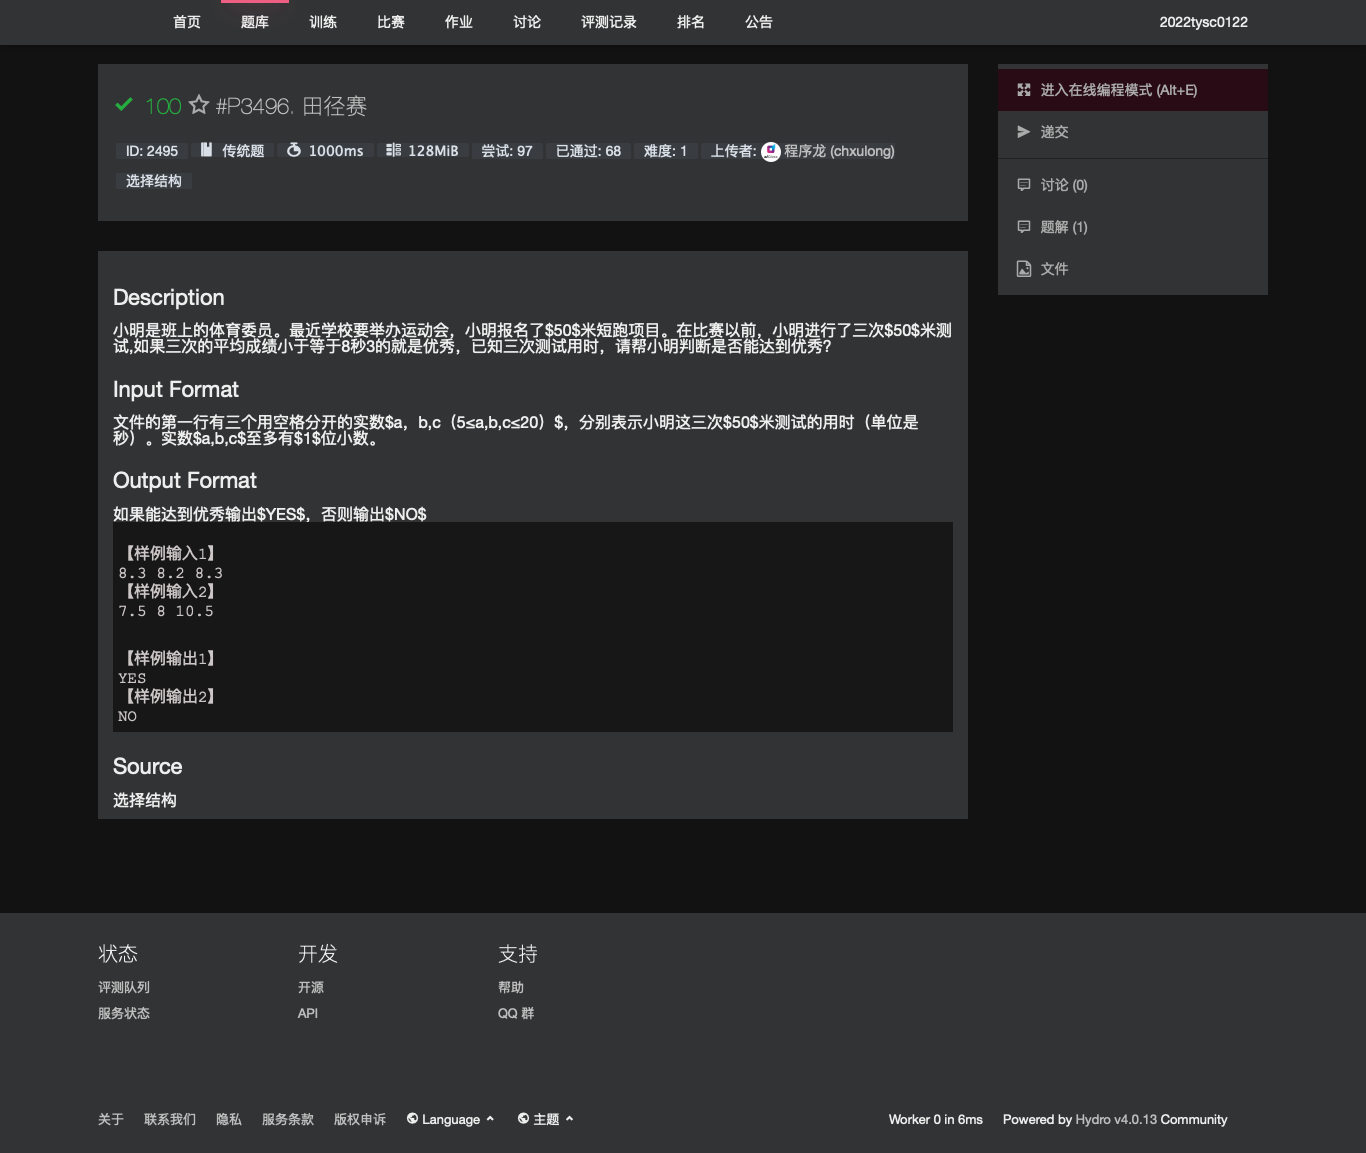 首页 题库 训练 比赛 作业 讨论 评测记录 排名 公告 2022tysc0122
100 #P3496. 田径赛
ID: 2495 传统题 1000ms 128MiB 尝试: 97 已通过: 68 难度: 1 上传者: 程序龙 (chxulong)
选择结构
进入在线编程模式 (Alt+E)
递交
讨论 (0)
题解 (1)
文件
Description
小明是班上的体育委员。最近学校要举办运动会，小明报名了$50$米短跑项目。在比赛以前，小明进行了三次$50$米测
试,如果三次的平均成绩小于等于8秒3的就是优秀，已知三次测试用时，请帮小明判断是否能达到优秀?
Input Format
文件的第一行有三个用空格分开的实数$a，b,c（5≤a,b,c≤20）$，分别表示小明这三次$50$米测试的用时（单位是
秒）。实数$a,b,c$至多有$1$位小数。
Output Format
如果能达到优秀输出$YES$，否则输出$NO$
【样例输入1】
8.3 8.2 8.3
【样例输入2】
7.5 8 10.5
【样例输出1】
YES
【样例输出2】
NO
Source
选择结构
状态 开发 支持
评测队列 开源 帮助
服务状态 API QQ 群
关于 联系我们 隐私 服务条款 版权申诉 Language 主题 Worker 0 in 6ms Powered by Hydro v4.0.13 Community